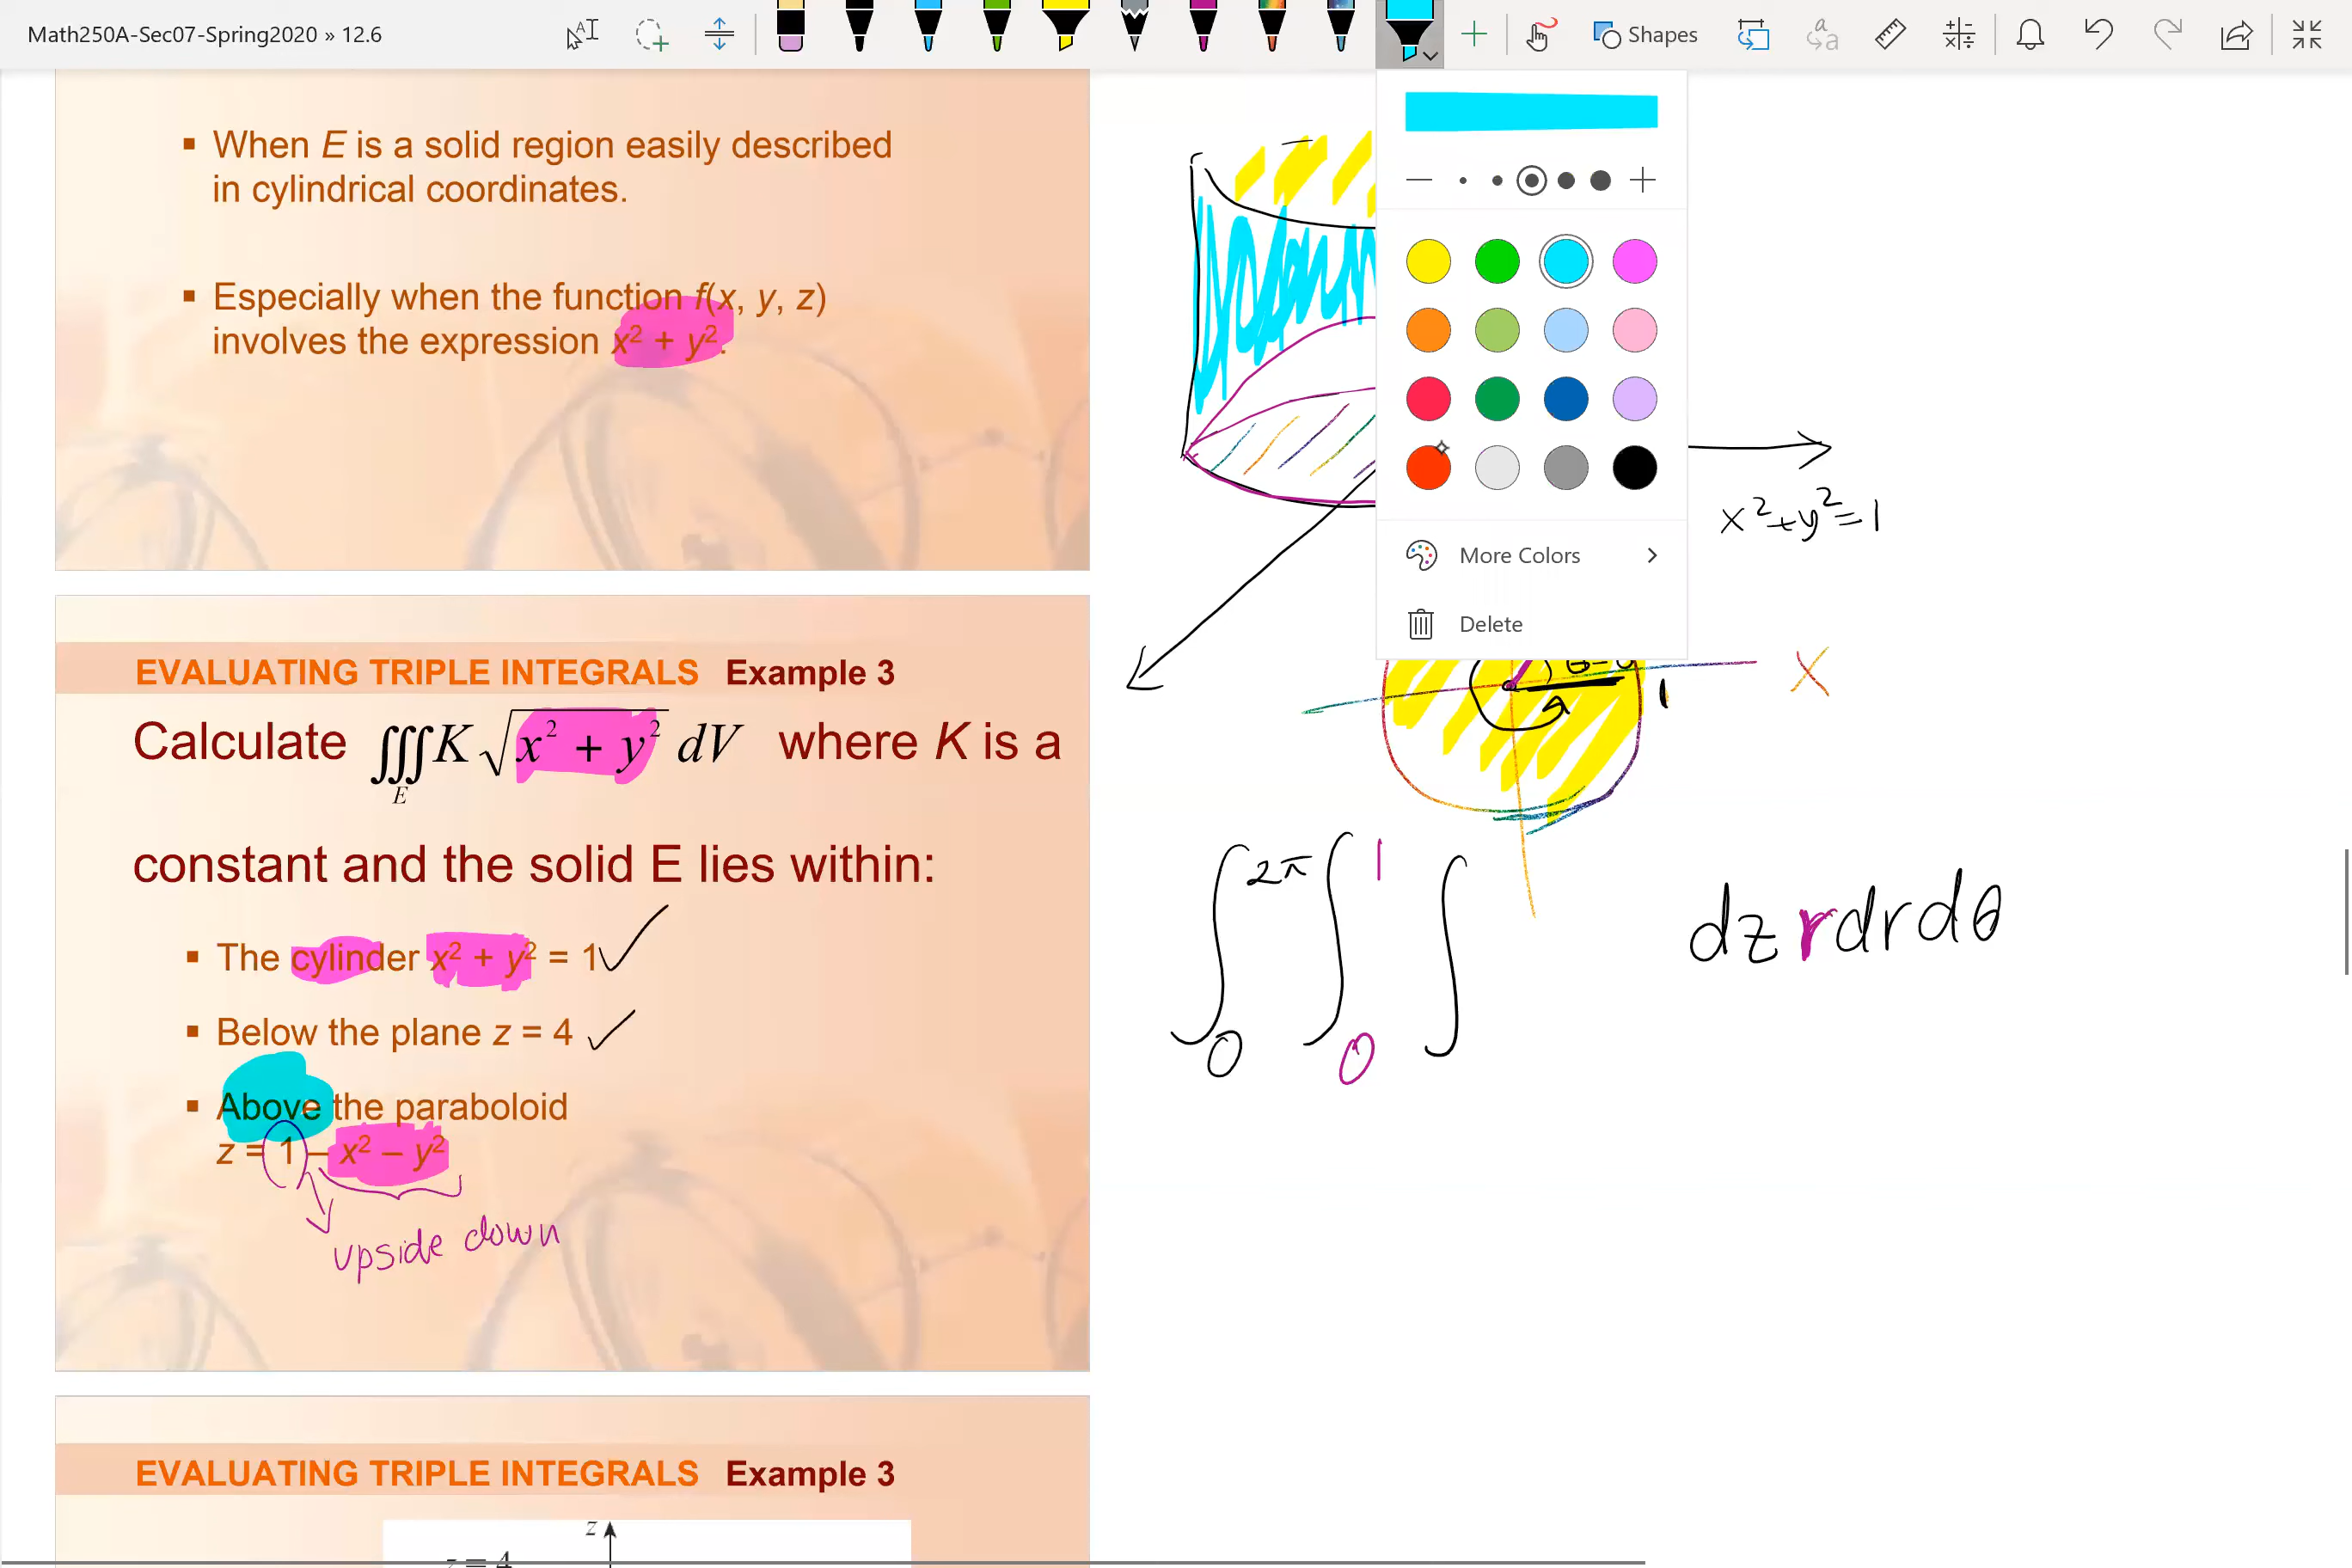 Math250A-Sec07-Spring2020 » 12.6
Shapes
▪ When E is a solid region easily described
in cylindrical coordinates.
▪ Especially when the function f(x, y, z)
involves the expression x² + y².
More Colors
Delete
x²+y²=1
EVALUATING TRIPLE INTEGRALS Example 3
Calculate ∭_E K √(x² + y²) dV where K is a
constant and the solid E lies within:
▪ The cylinder x² + y² = 1 ✓
▪ Below the plane z = 4 ✓
▪ Above the paraboloid
z = 1 – x² – y²
upside down
1
X
∫₀^2π ∫₀^1 ∫ dz r dr dθ
EVALUATING TRIPLE INTEGRALS Example 3
z
z = 4